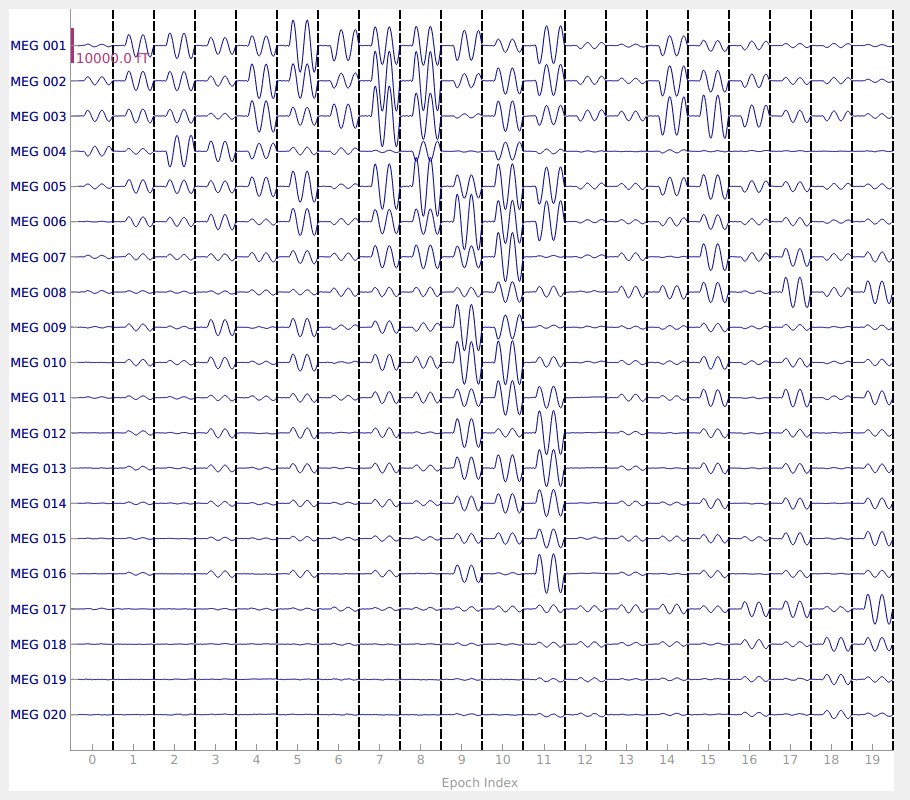 MEG 001
10000.0 fT
MEG 002
MEG 003
MEG 004
MEG 005
MEG 006
MEG 007
MEG 008
MEG 009
MEG 010
MEG 011
MEG 012
MEG 013
MEG 014
MEG 015
MEG 016
MEG 017
MEG 018
MEG 019
MEG 020
0 1 2 3 4 5 6 7 8 9 10 11 12 13 14 15 16 17 18 19
Epoch Index